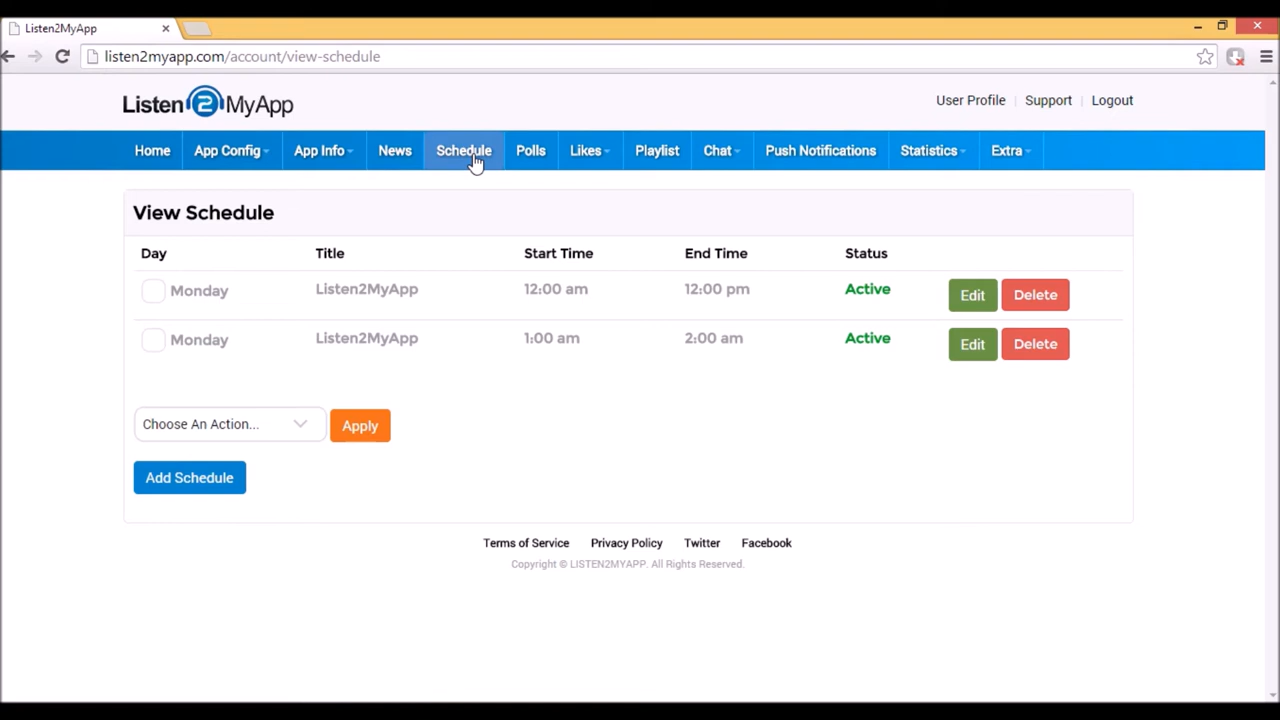 Listen2MyApp
listen2myapp.com/account/view-schedule
Listen 2 MyApp
User Profile | Support | Logout
Home App Config App Info News Schedule Polls Likes Playlist Chat Push Notifications Statistics Extra
View Schedule
Day Title Start Time End Time Status
Monday Listen2MyApp 12:00 am 12:00 pm Active Edit Delete
Monday Listen2MyApp 1:00 am 2:00 am Active Edit Delete
Choose An Action... Apply
Add Schedule
Terms of Service Privacy Policy Twitter Facebook
Copyright © LISTEN2MYAPP. All Rights Reserved.